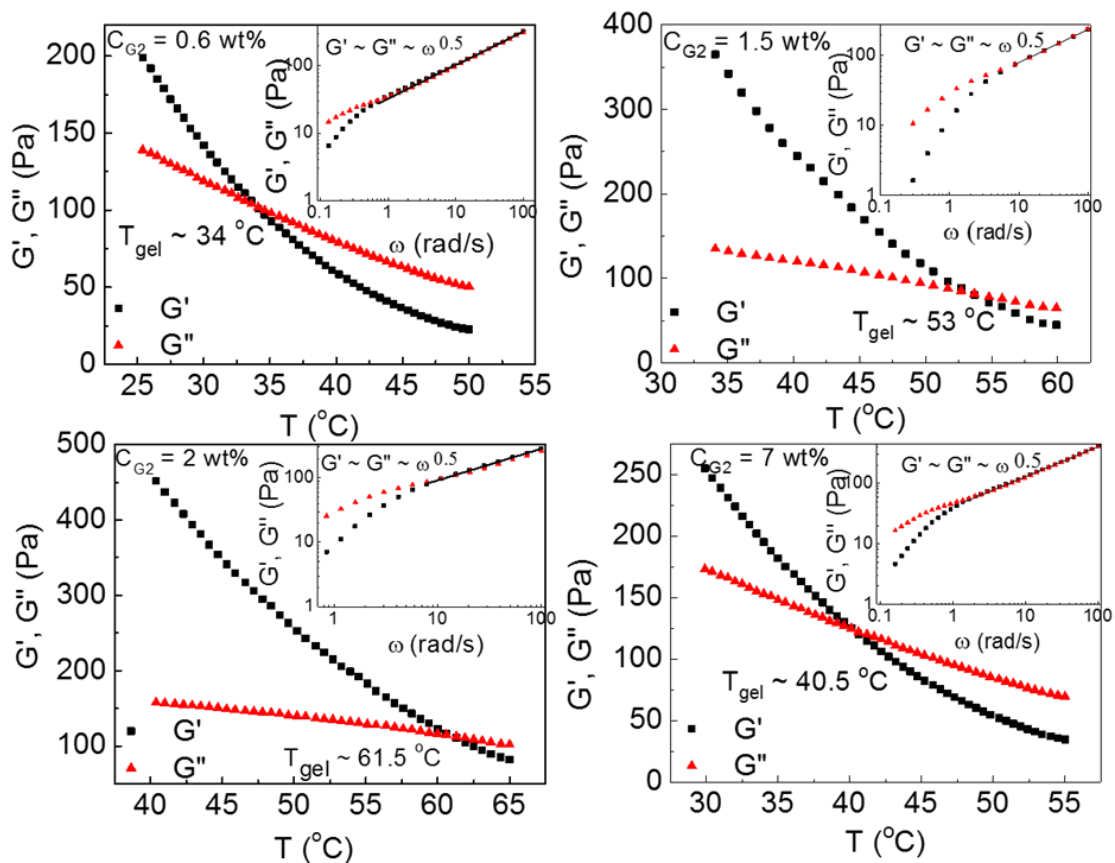 C_G2 = 0.6 wt%
G' ~ G'' ~ ω^0.5
G', G'' (Pa)
100
10
1
0.1 1 10 100
ω (rad/s)
T_gel ~ 34 °C
G'
G''
G', G'' (Pa)
200
150
100
50
0
25 30 35 40 45 50 55
T (°C)
C_G2 = 1.5 wt%
G' ~ G'' ~ ω^0.5
G', G'' (Pa)
100
10
1
0.1 1 10 100
ω (rad/s)
T_gel ~ 53 °C
G'
G''
G', G'' (Pa)
400
300
200
100
0
30 35 40 45 50 55 60
T (°C)
C_G2 = 2 wt%
G' ~ G'' ~ ω^0.5
G', G'' (Pa)
100
10
1
1 10 100
ω (rad/s)
T_gel ~ 61.5 °C
G'
G''
G', G'' (Pa)
500
400
300
200
100
40 45 50 55 60 65
T (°C)
C_G2 = 7 wt%
G' ~ G'' ~ ω^0.5
G', G'' (Pa)
100
10
1
0.1 1 10 100
ω (rad/s)
T_gel ~ 40.5 °C
G'
G''
G', G'' (Pa)
250
200
150
100
50
0
30 35 40 45 50 55
T (°C)